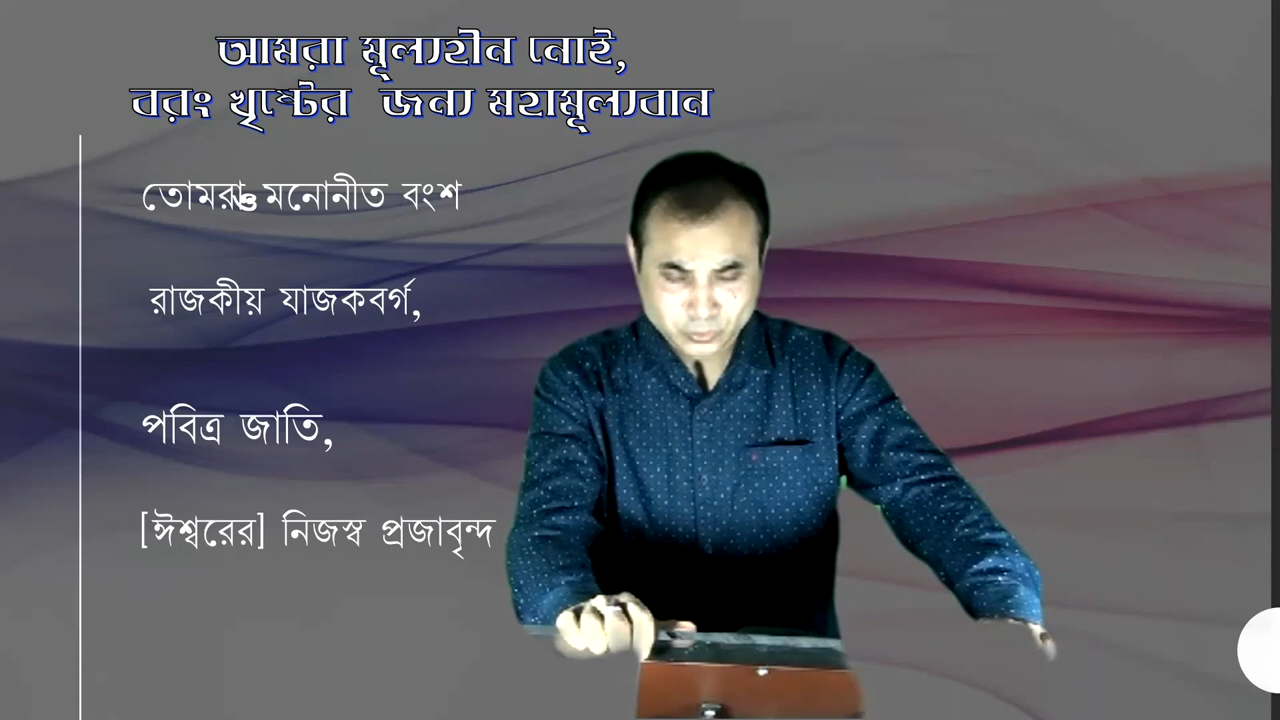 আমরা মূল্যহীন নোই,
বরং খৃষ্টের জন্য মহামূল্যবান
তোমরাও মনোনীত বংশ
রাজকীয় যাজকবর্গ,
পবিত্র জাতি,
[ঈশ্বরের] নিজস্ব প্রজাবৃন্দ